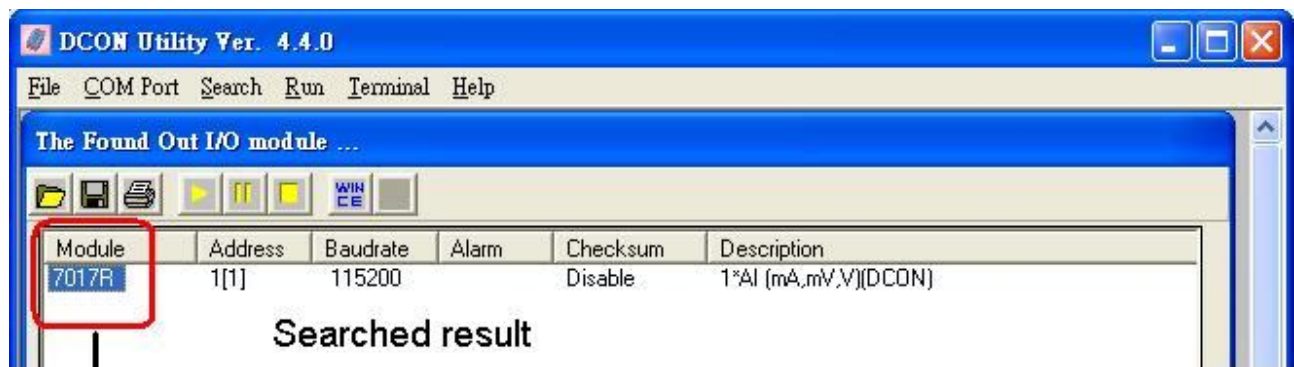 DCON Utility Ver. 4.4.0
File COM Port Search Run Terminal Help
The Found Out I/O module ...
WIN
CE
Module Address Baudrate Alarm Checksum Description
7017R 1[1] 115200 Disable 1*AI (mA,mV,V)(DCON)
Searched result